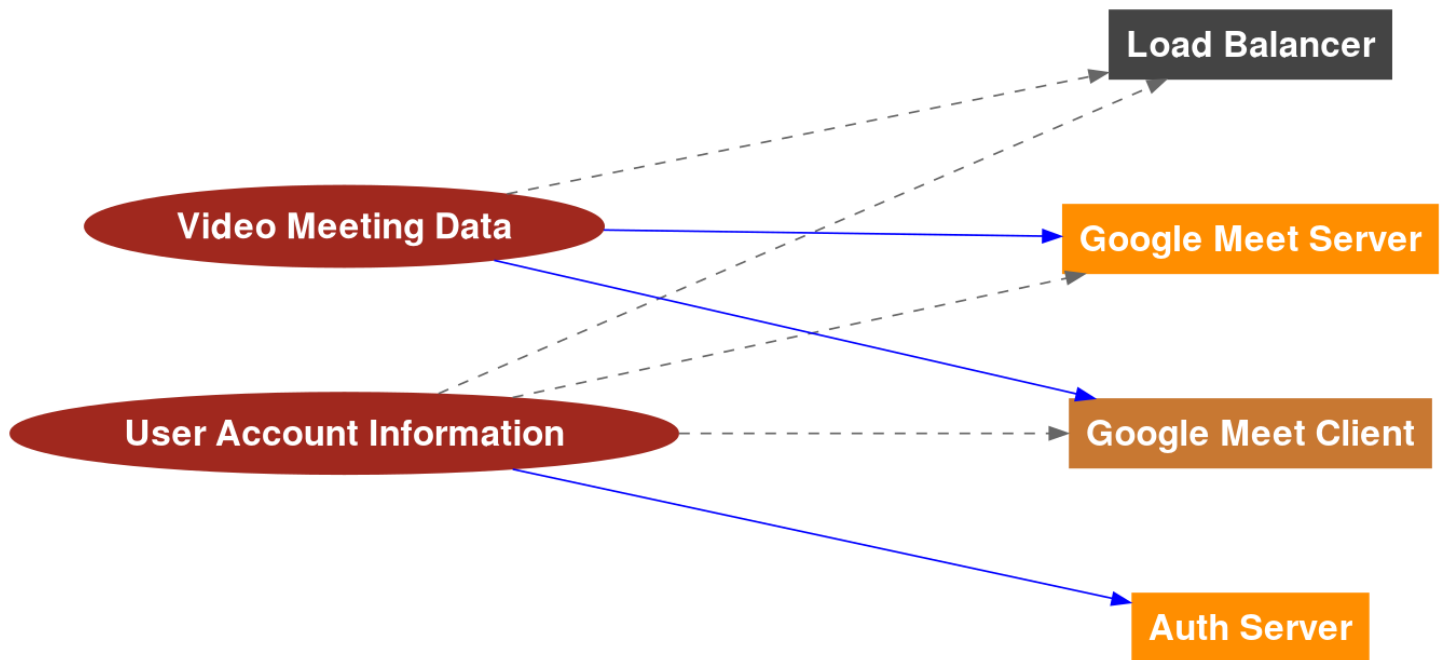 Load Balancer
Video Meeting Data
Google Meet Server
User Account Information
Google Meet Client
Auth Server